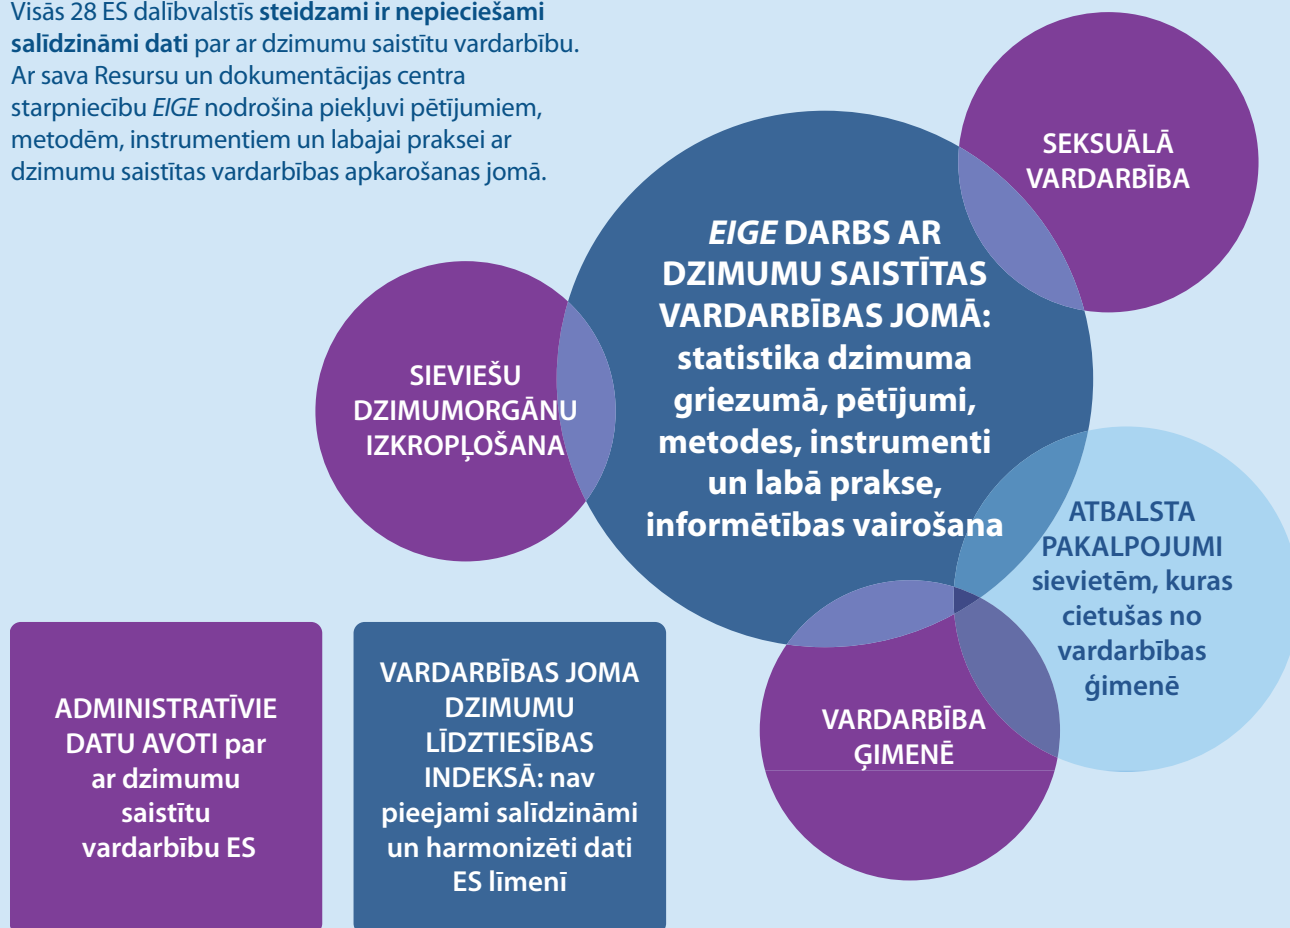 Visās 28 ES dalībvalstīs steidzami ir nepieciešami
salīdzināmi dati par ar dzimumu saistītu vardarbību.
Ar sava Resursu un dokumentācijas centra
starpniecību EIGE nodrošina piekļuvi pētījumiem,
metodēm, instrumentiem un labajai praksei ar
dzimumu saistītas vardarbības apkarošanas jomā.
SEKSUĀLĀ
VARDARBĪBA
EIGE DARBS AR
DZIMUMU SAISTĪTAS
VARDARBĪBAS JOMĀ:
statistika dzimuma
griezumā, pētījumi,
metodes, instrumenti
un labā prakse,
informētības vairošana
SIEVIEŠU
DZIMUMORGĀNU
IZKROPĻOŠANA
ATBALSTA
PAKALPOJUMI
sievietēm, kuras
cietušas no
vardarbības
ģimenē
VARDARBĪBA
ĢIMENĒ
ADMINISTRATĪVIE
DATU AVOTI par
ar dzimumu
saistītu
vardarbību ES
VARDARBĪBAS JOMA
DZIMUMU
LĪDZTIESĪBAS
INDEKSĀ: nav
pieejami salīdzināmi
un harmonizēti dati
ES līmenī